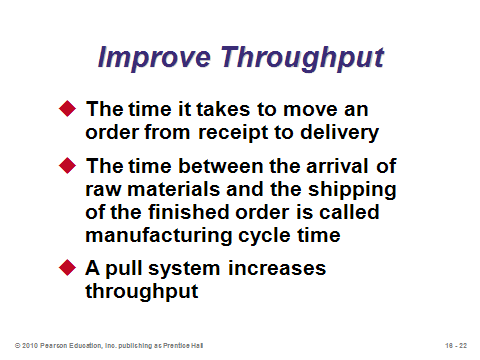 Improve Throughput
The time it takes to move an
order from receipt to delivery
The time between the arrival of
raw materials and the shipping
of the finished order is called
manufacturing cycle time
A pull system increases
throughput
© 2010 Pearson Education, Inc. publishing as Prentice Hall
16 - 22